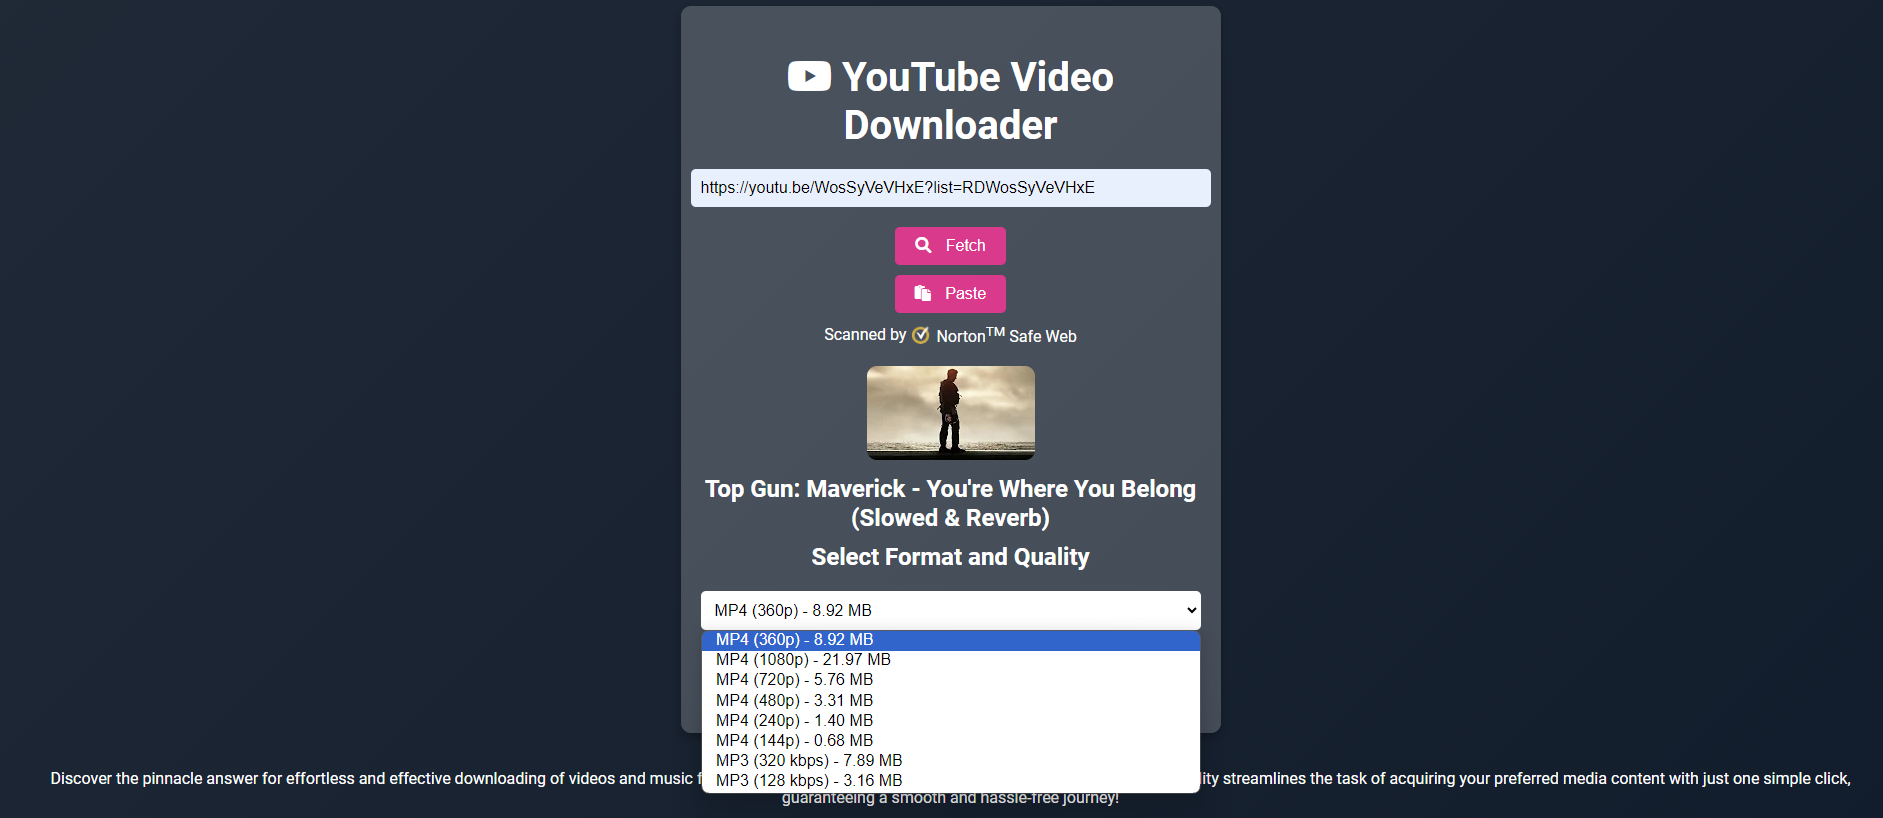 YouTube Video
Downloader
https://youtu.be/WosSyVeVHxE?list=RDWosSyVeVHxE
Fetch
Paste
Scanned by Norton™ Safe Web
Top Gun: Maverick - You're Where You Belong
(Slowed & Reverb)
Select Format and Quality
MP4 (360p) - 8.92 MB
MP4 (360p) - 8.92 MB
MP4 (1080p) - 21.97 MB
MP4 (720p) - 5.76 MB
MP4 (480p) - 3.31 MB
MP4 (240p) - 1.40 MB
MP4 (144p) - 0.68 MB
MP3 (320 kbps) - 7.89 MB
MP3 (128 kbps) - 3.16 MB
Discover the pinnacle answer for effortless and effective downloading of videos and music streamlines the task of acquiring your preferred media content with just one simple click,
guaranteeing a smooth and hassle-free journey!